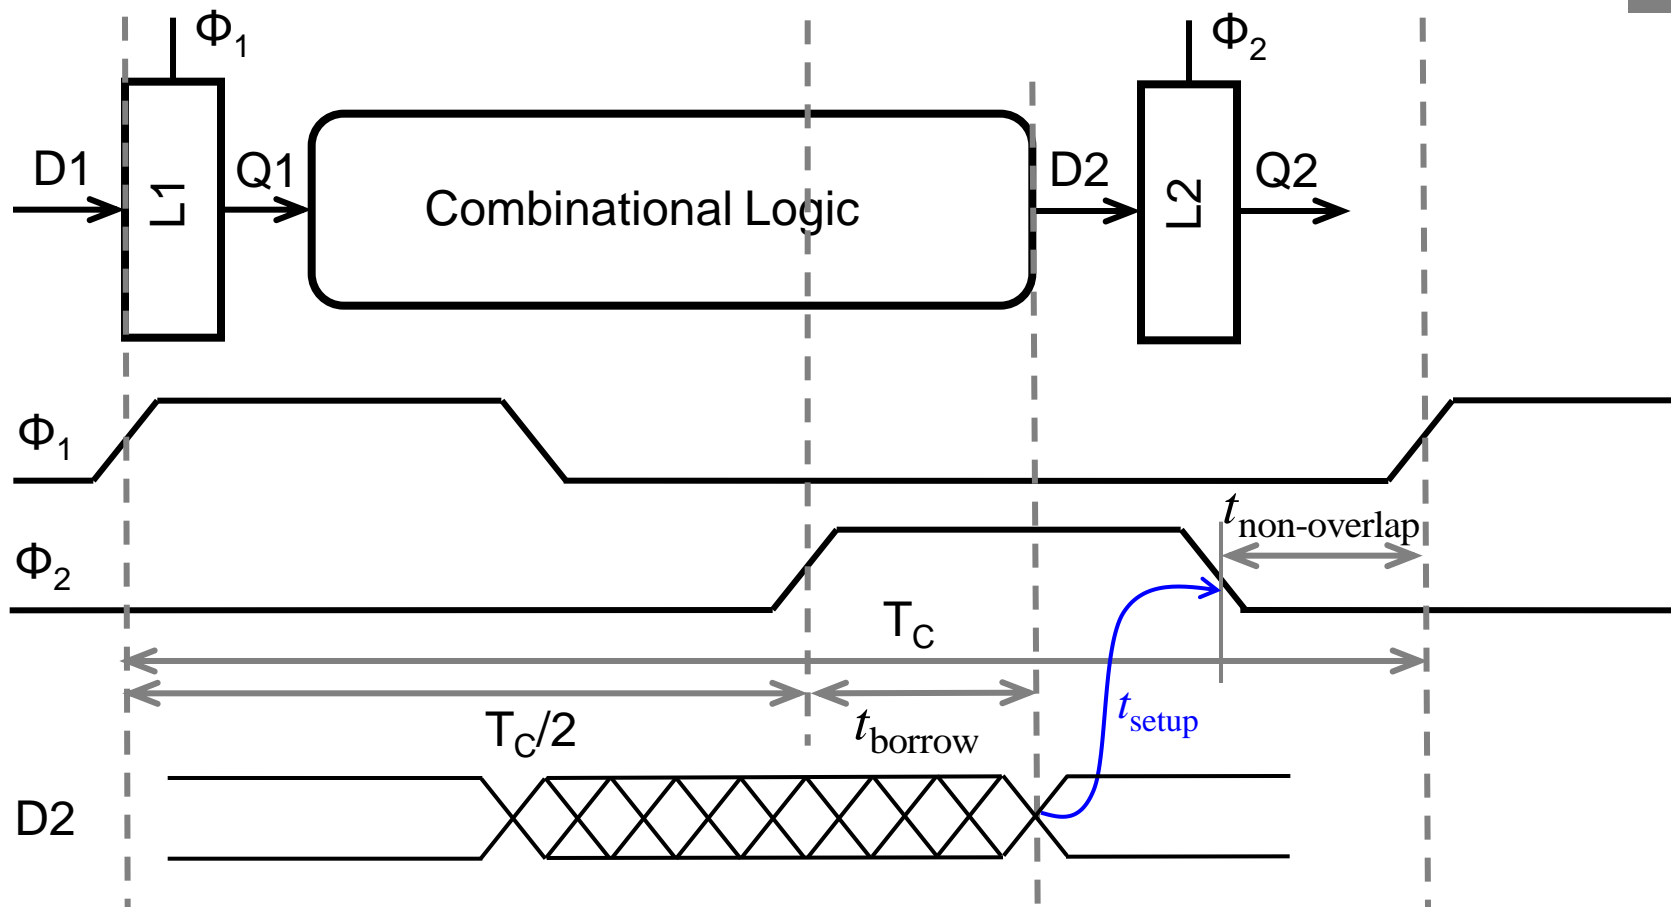 Φ1
Φ2
D1
L1
Q1
Combinational Logic
D2
L2
Q2
Φ1
tnon-overlap
Φ2
TC
TC/2
tborrow
tsetup
D2